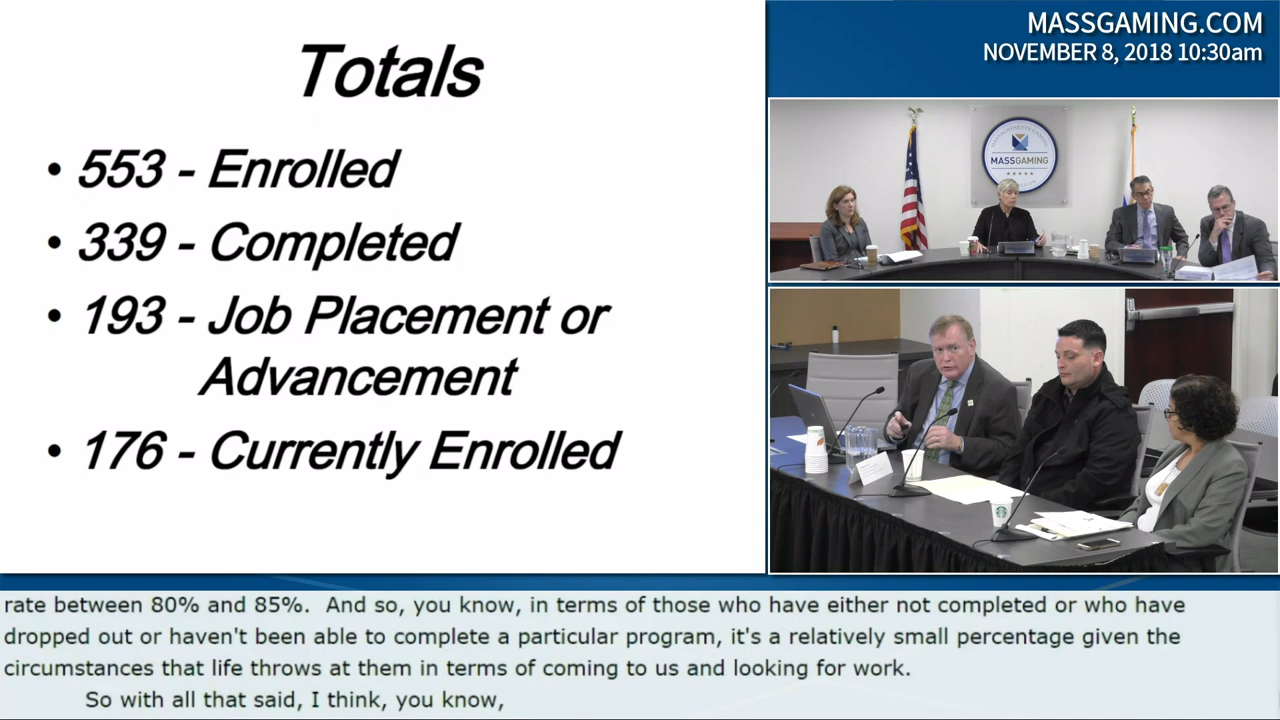 Totals
• 553 - Enrolled
• 339 - Completed
• 193 - Job Placement or
Advancement
• 176 - Currently Enrolled
MASSGAMING.COM
NOVEMBER 8, 2018 10:30am
MASSGAMING
rate between 80% and 85%.  And so, you know, in terms of those who have either not completed or who have
dropped out or haven't been able to complete a particular program, it's a relatively small percentage given the
circumstances that life throws at them in terms of coming to us and looking for work.
So with all that said, I think, you know,